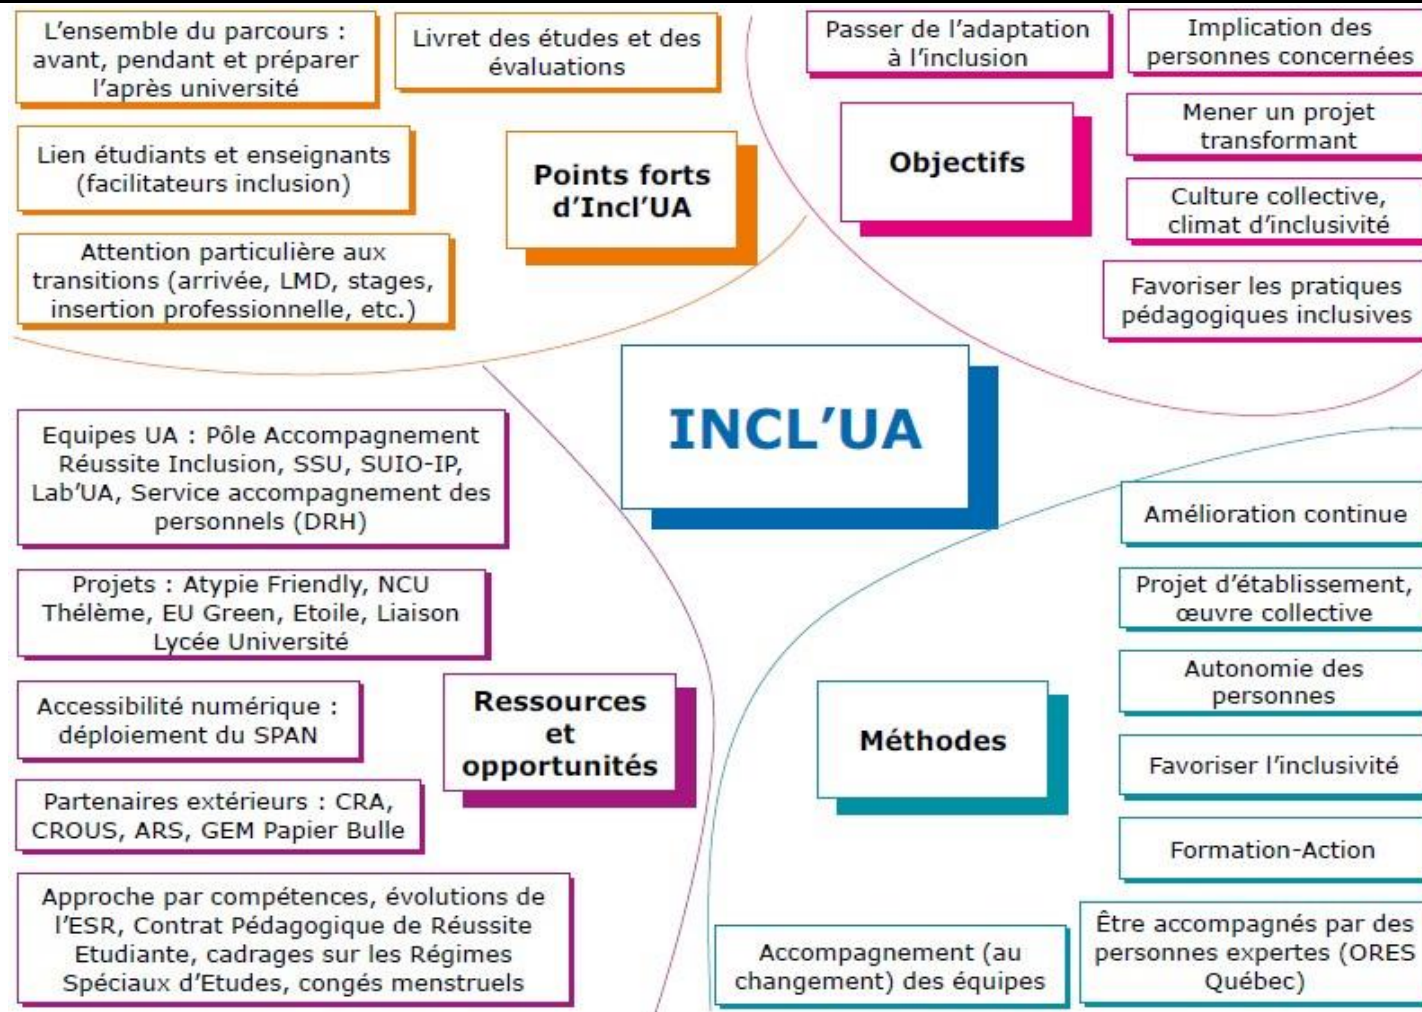 L'ensemble du parcours :
avant, pendant et préparer
l'après université
Livret des études et des
évaluations
Lien étudiants et enseignants
(facilitateurs inclusion)
Points forts
d'Incl'UA
Attention particulière aux
transitions (arrivée, LMD, stages,
insertion professionnelle, etc.)
Passer de l'adaptation
à l'inclusion
Implication des
personnes concernées
Objectifs
Mener un projet
transformant
Culture collective,
climat d'inclusivité
Favoriser les pratiques
pédagogiques inclusives
INCL'UA
Equipes UA : Pôle Accompagnement
Réussite Inclusion, SSU, SUIO-IP,
Lab'UA, Service accompagnement des
personnels (DRH)
Projets : Atypie Friendly, NCU
Thélème, EU Green, Etoile, Liaison
Lycée Université
Accessibilité numérique :
déploiement du SPAN
Ressources
et
opportunités
Partenaires extérieurs : CRA,
CROUS, ARS, GEM Papier Bulle
Approche par compétences, évolutions de
l'ESR, Contrat Pédagogique de Réussite
Etudiante, cadrages sur les Régimes
Spéciaux d'Etudes, congés menstruels
Amélioration continue
Projet d'établissement,
œuvre collective
Autonomie des
personnes
Méthodes
Favoriser l'inclusivité
Formation-Action
Accompagnement (au
changement) des équipes
Être accompagnés par des
personnes expertes (ORES
Québec)